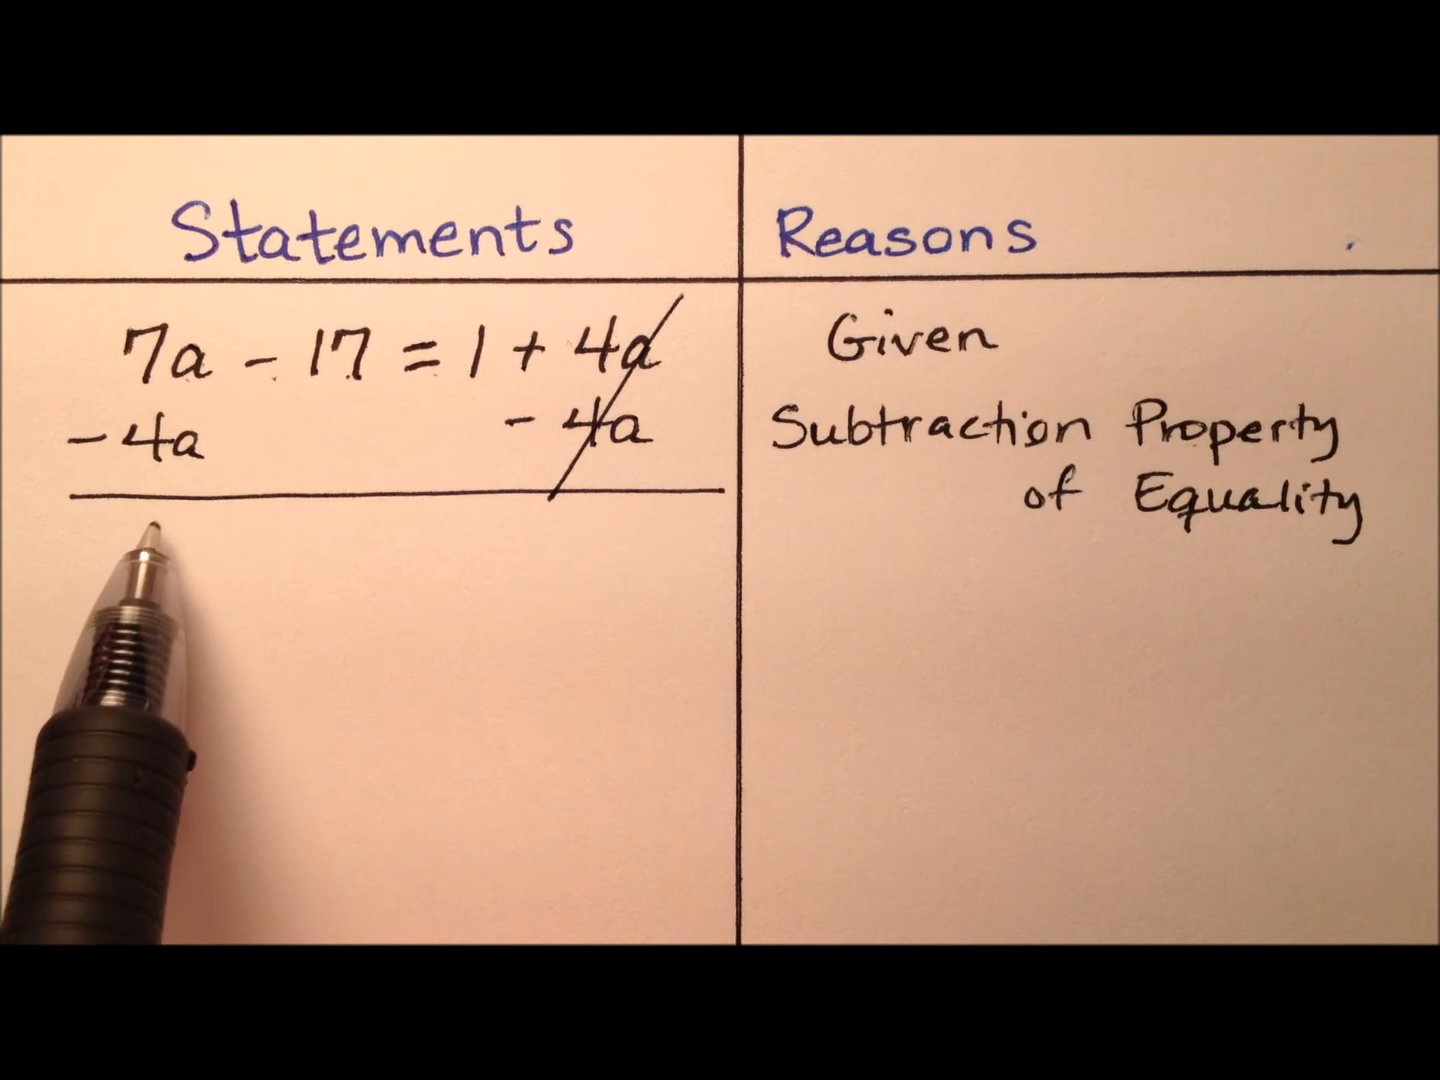 Statements
Reasons
7a - 17 = 1 + 4a
Given
- 4a - 4a
Subtraction Property
of Equality